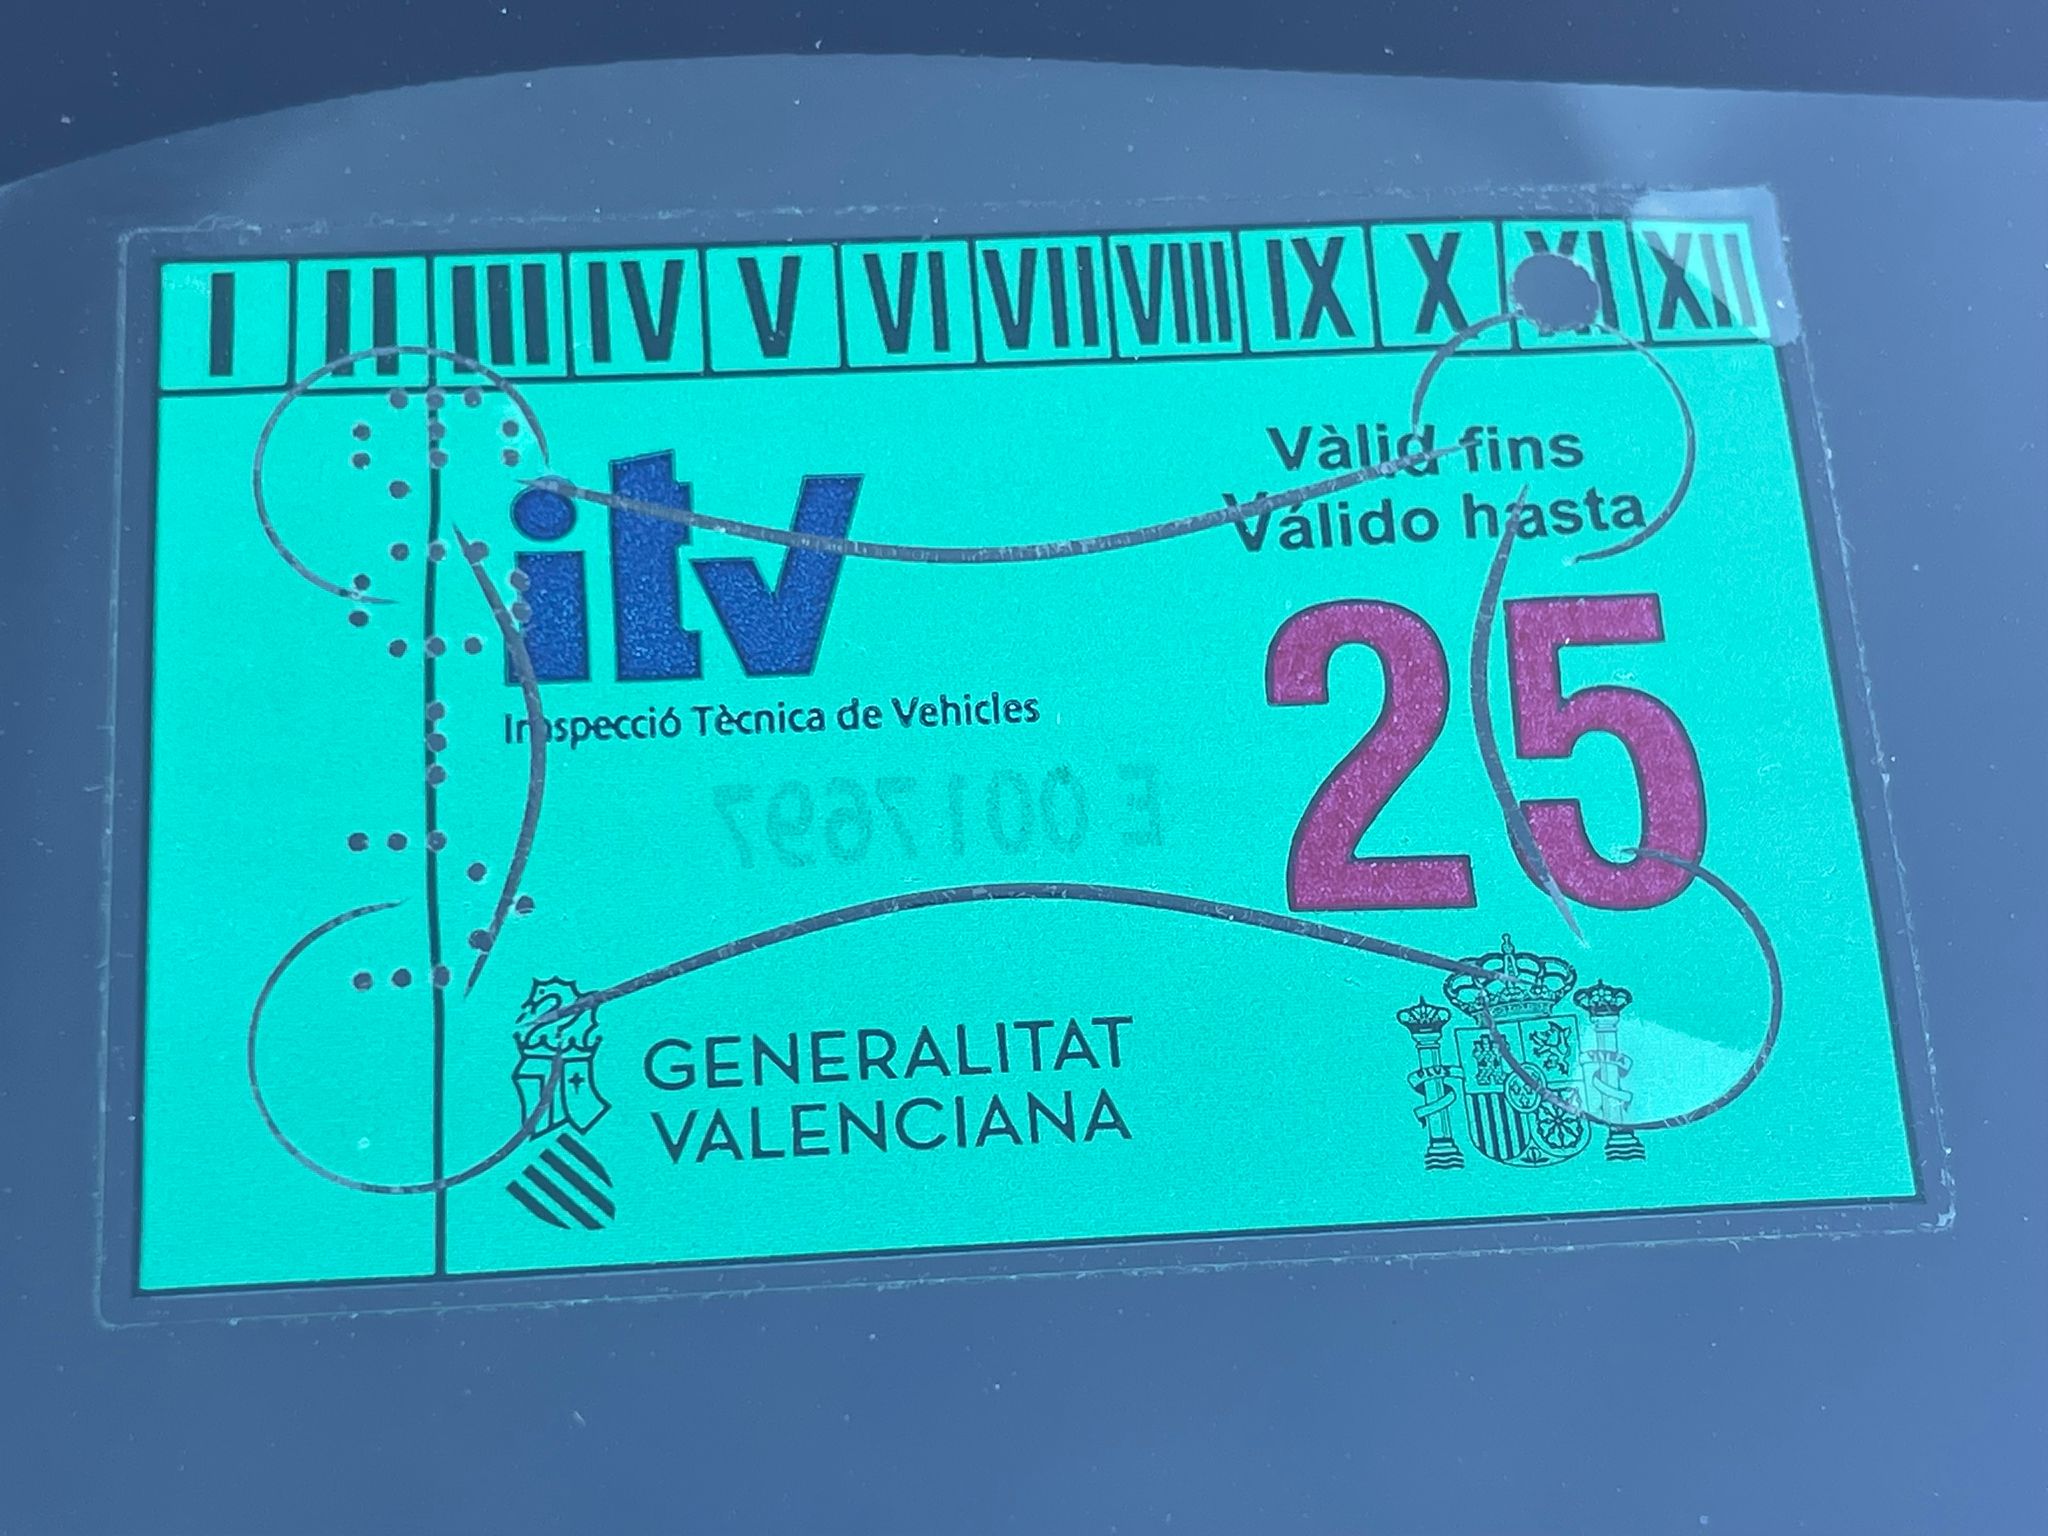 I II III IV V VI VII VIII IX X XI XII
Vàlid fins
Válido hasta
itv
25
Inspecció Tècnica de Vehicles
E 0017697
GENERALITAT
VALENCIANA